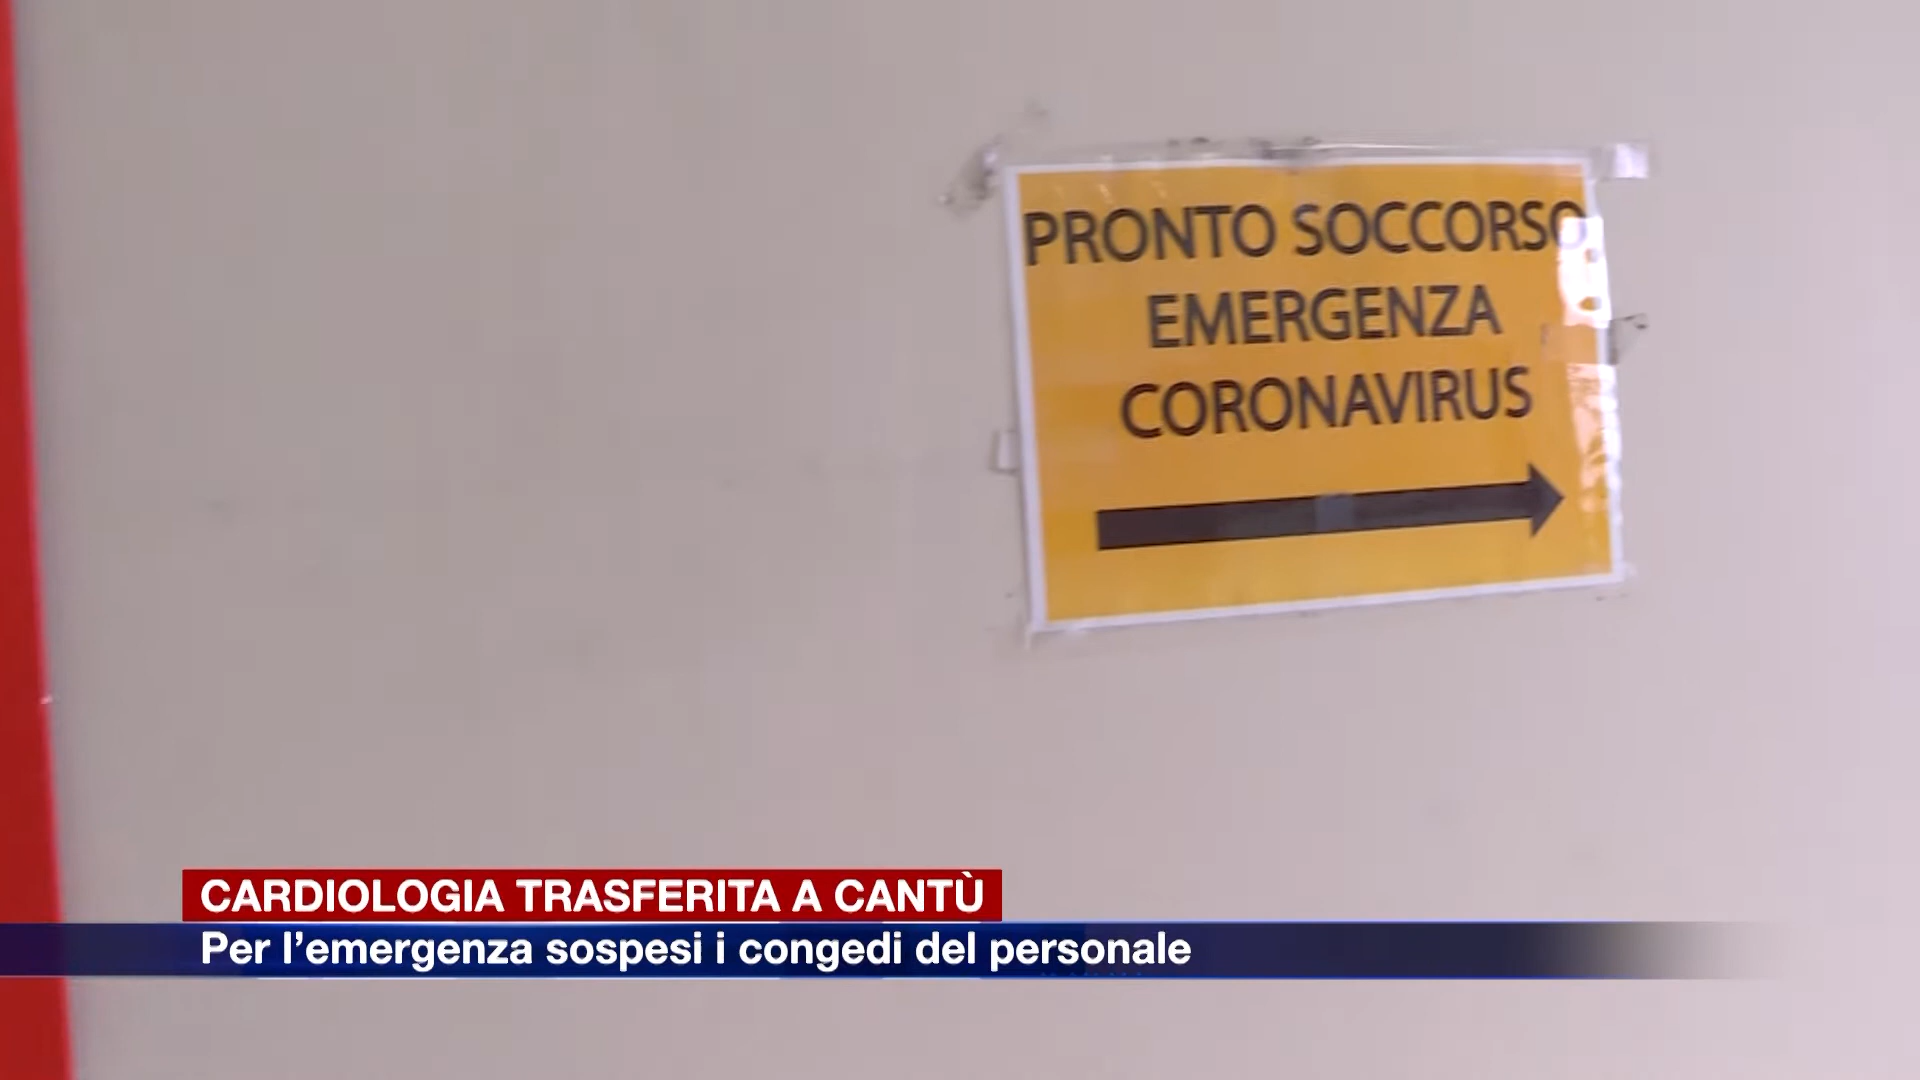 PRONTO SOCCORSO
EMERGENZA
CORONAVIRUS
CARDIOLOGIA TRASFERITA A CANTÙ
Per l'emergenza sospesi i congedi del personale